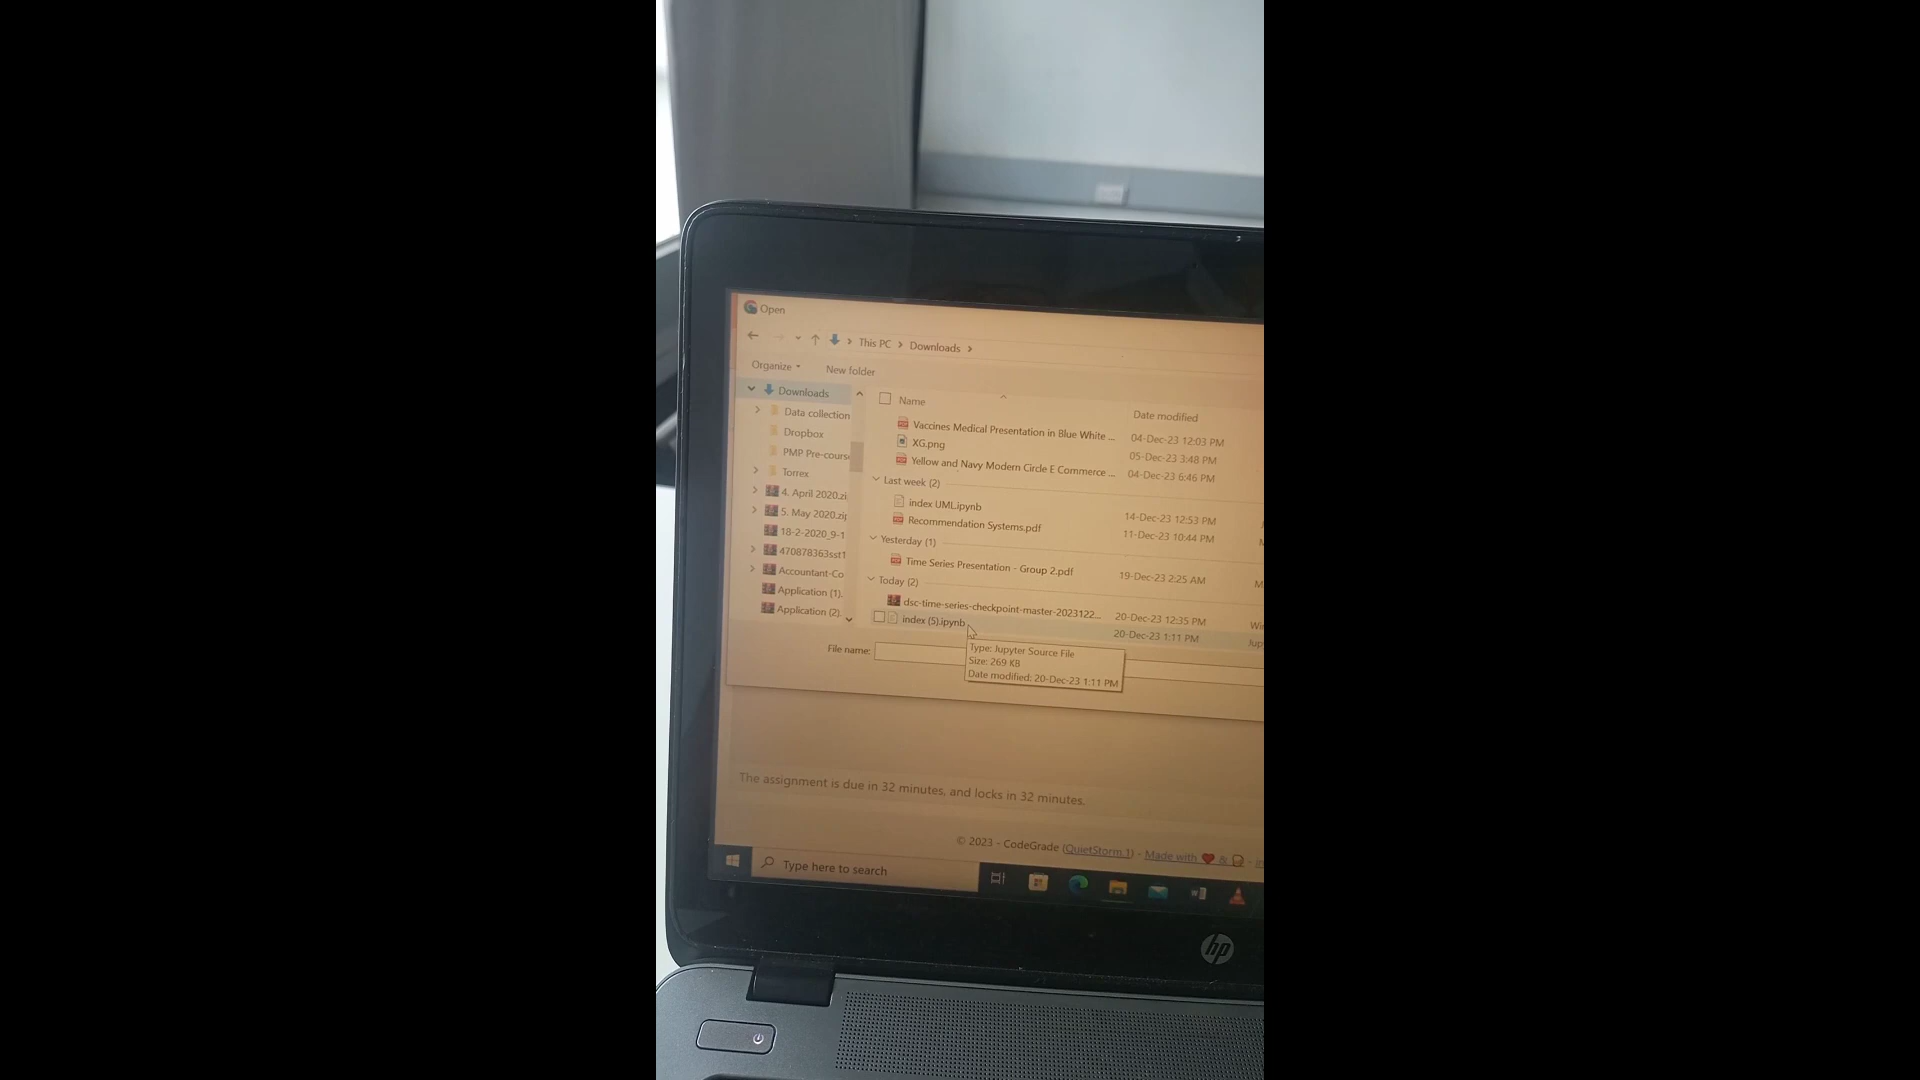 Open
This PC > Downloads >
Organize New folder
Downloads
Data collection
Dropbox
PMP Pre-cours
Torrex
4. April 2020.zi
5. May 2020.zip
18-2-2020_9-1
470878363sst1
Accountant-Co
Application (1).
Application (2).
Name Date modified
Vaccines Medical Presentation in Blue White ... 04-Dec-23 12:03 PM
XG.png 05-Dec-23 3:48 PM
Yellow and Navy Modern Circle E Commerce ... 04-Dec-23 6:46 PM
Last week (2)
index UML.ipynb 14-Dec-23 12:53 PM
Recommendation Systems.pdf 11-Dec-23 10:44 PM
Yesterday (1)
Time Series Presentation - Group 2.pdf 19-Dec-23 2:25 AM
Today (2)
dsc-time-series-checkpoint-master-2023122... 20-Dec-23 12:35 PM
index (5).ipynb 20-Dec-23 1:11 PM
File name:
Type: Jupyter Source File
Size: 269 KB
Date modified: 20-Dec-23 1:11 PM
The assignment is due in 32 minutes, and locks in 32 minutes.
© 2023 - CodeGrade (QuietStorm.1) - Made with ❤ &
Type here to search
hp